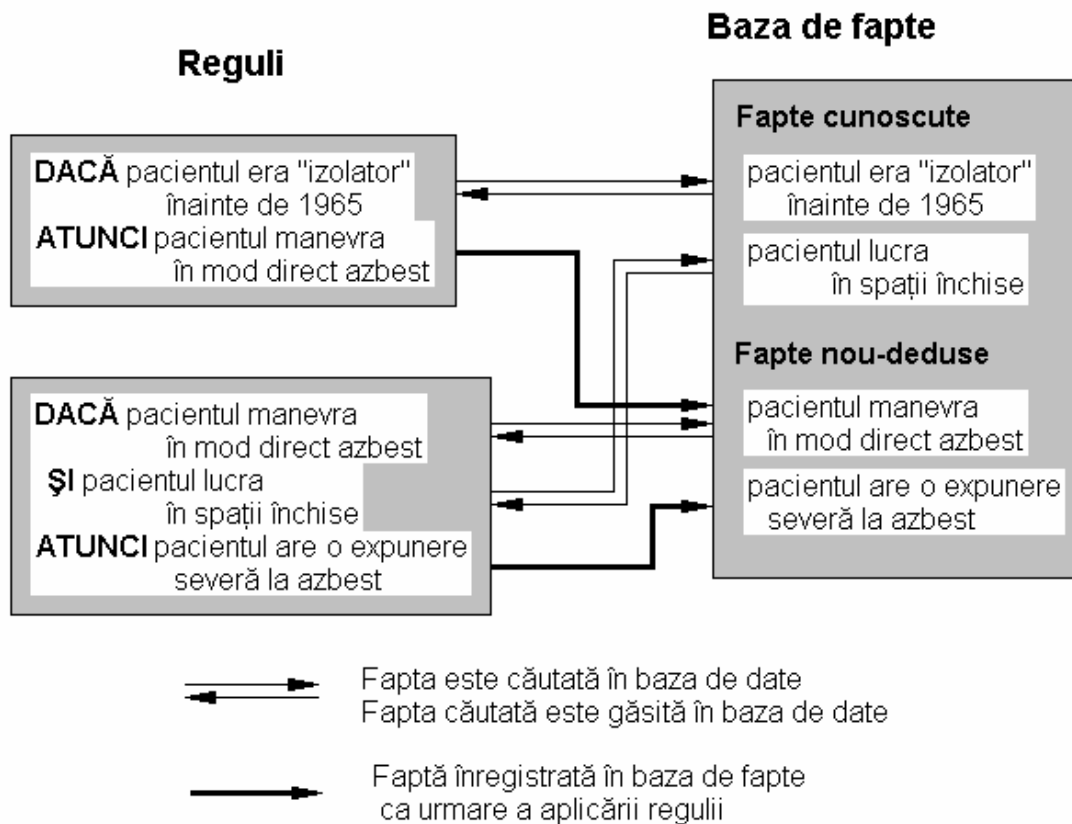 Reguli
DACĂ pacientul era "izolator"
înainte de 1965
ATUNCI pacientul manevra
în mod direct azbest
DACĂ pacientul manevra
în mod direct azbest
ŞI pacientul lucra
în spații închise
ATUNCI pacientul are o expunere
severă la azbest
Baza de fapte
Fapte cunoscute
pacientul era "izolator"
înainte de 1965
pacientul lucra
în spații închise
Fapte nou-deduse
pacientul manevra
în mod direct azbest
pacientul are o expunere
severă la azbest
Fapta este căutată în baza de date
Fapta căutată este găsită în baza de date
Faptă înregistrată în baza de fapte
ca urmare a aplicării regulii